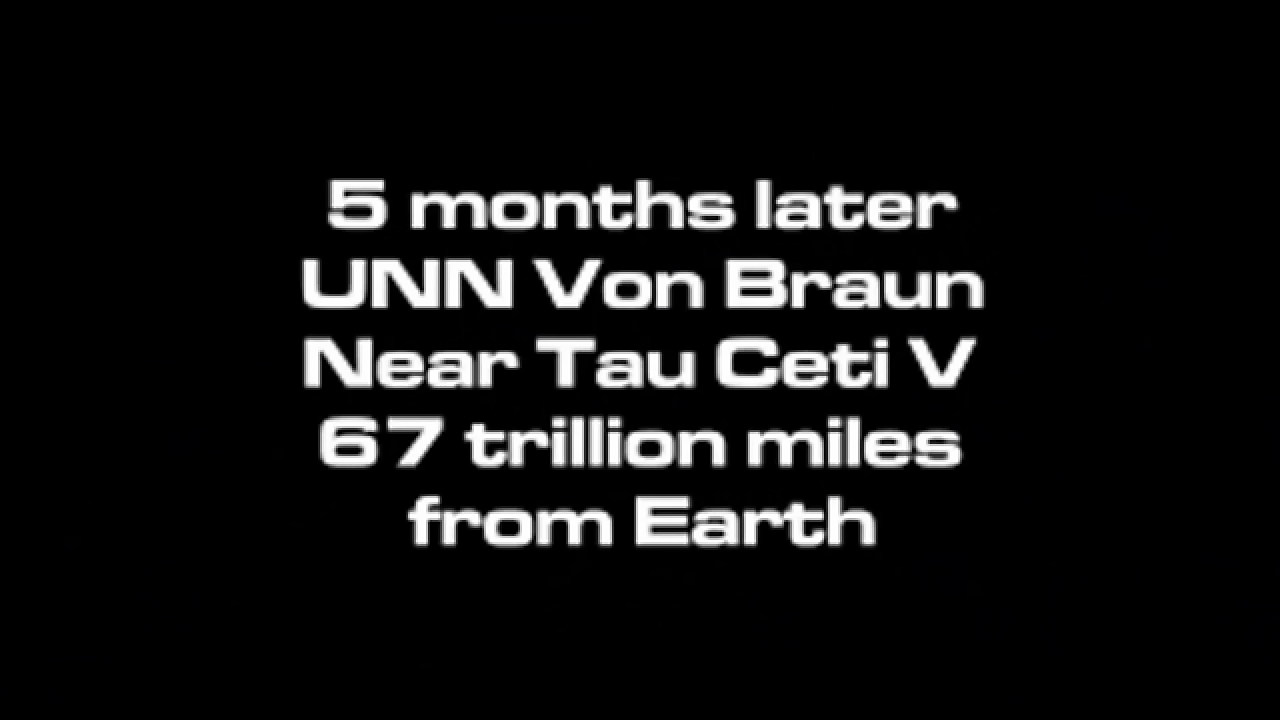 5 months later
UNN Von Braun
Near Tau Ceti V
67 trillion miles
from Earth